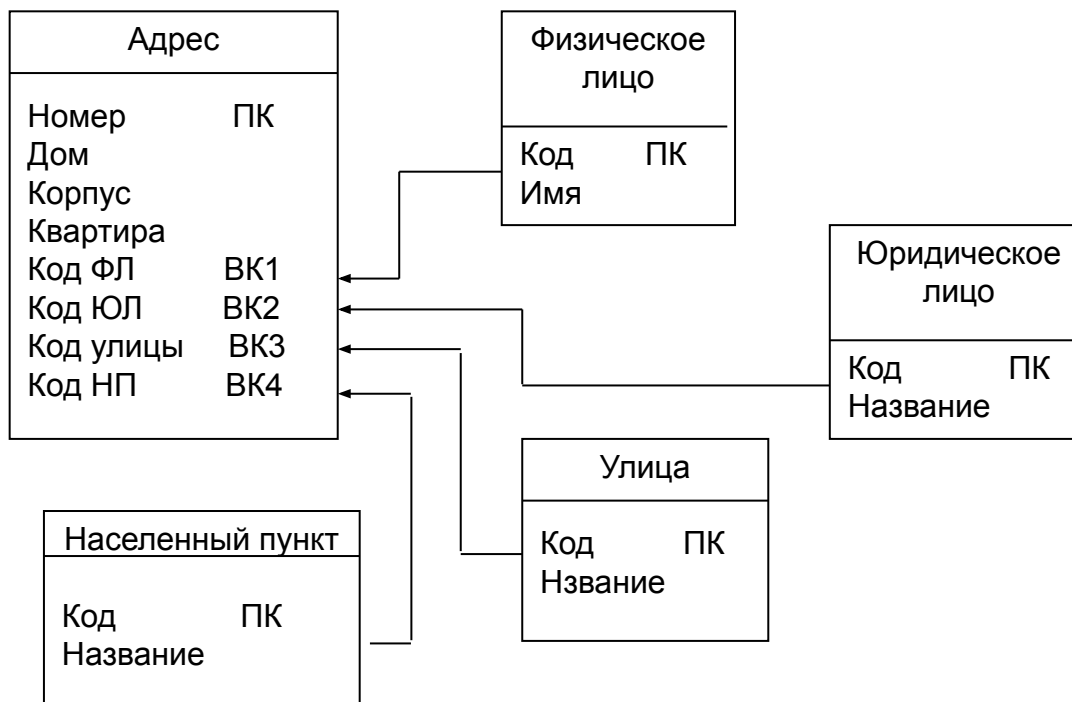 Адрес
Номер ПК
Дом
Корпус
Квартира
Код ФЛ ВК1
Код ЮЛ ВК2
Код улицы ВК3
Код НП ВК4
Физическое
лицо
Код ПК
Имя
Юридическое
лицо
Код ПК
Название
Улица
Код ПК
Нзвание
Населенный пункт
Код ПК
Название